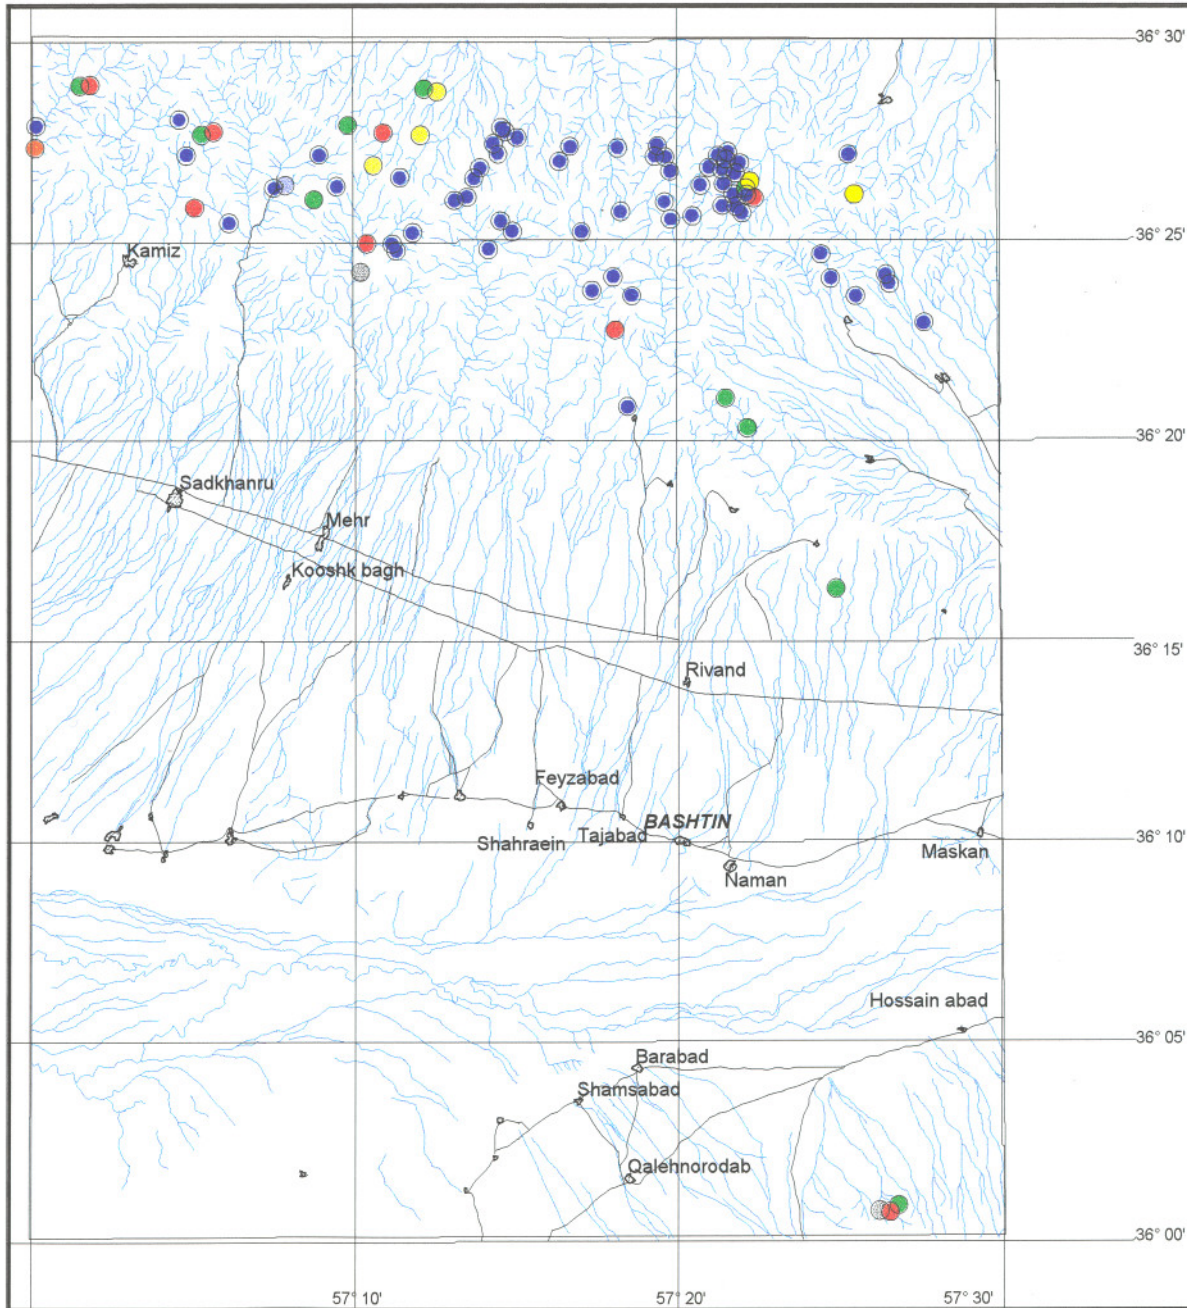 36° 30'
Kamiz
36° 25'
36° 20'
Sadkhanru
Mehr
Kooshk bagh
36° 15'
Rivand
Feyzabad
BASHTIN
Shahraein
Tajabad
36° 10'
Maskan
Naman
Hossain abad
36° 05'
Barabad
Shamsabad
Qalehnorodab
36° 00'
57° 10'
57° 20'
57° 30'